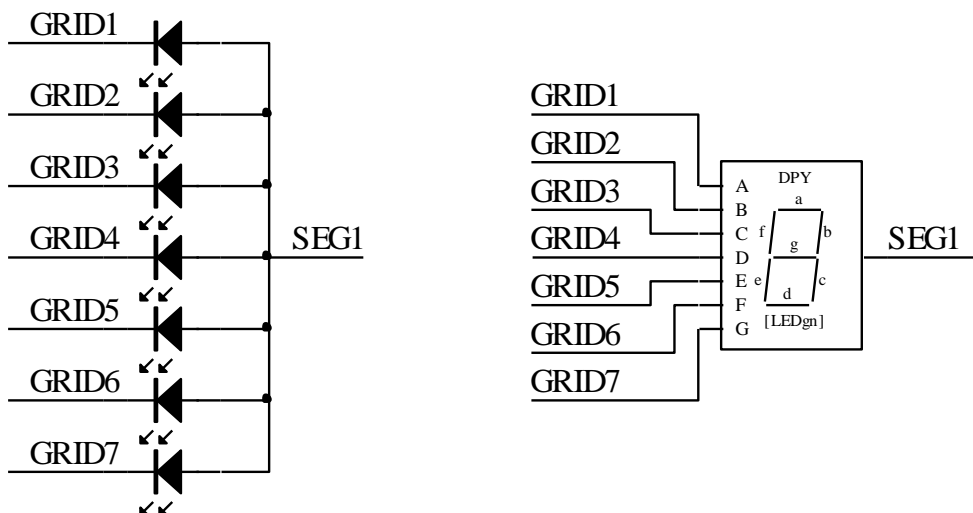 GRID1
GRID2
GRID3
GRID4
SEG1
GRID5
GRID6
GRID7
GRID1
GRID2
GRID3
GRID4
GRID5
GRID6
GRID7
A
B
C
D
E
F
G
DPY
a
f b
g
e c
d
[LEDgn]
SEG1